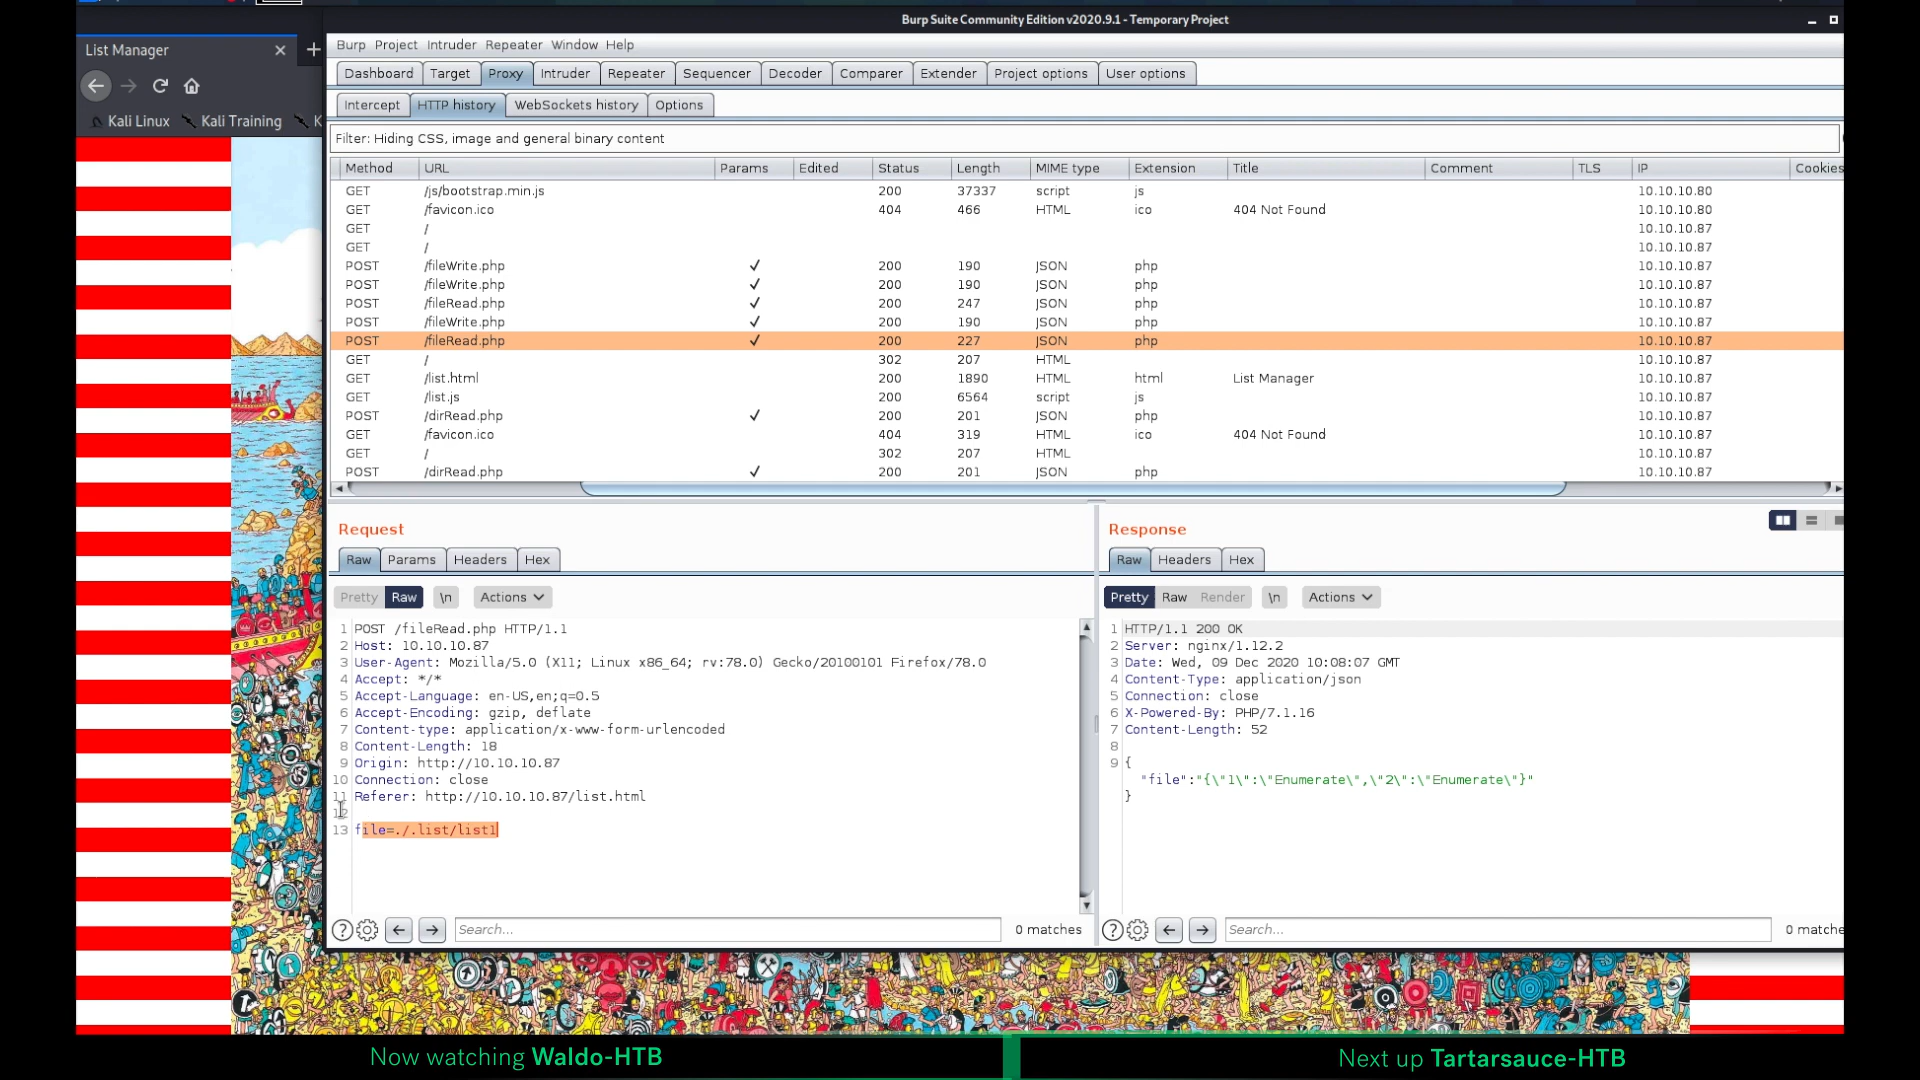 Burp Suite Community Edition v2020.9.1 - Temporary Project
List Manager
Burp Project Intruder Repeater Window Help
Dashboard Target Proxy Intruder Repeater Sequencer Decoder Comparer Extender Project options User options
Kali Linux Kali Training K
Intercept HTTP history WebSockets history Options
Filter: Hiding CSS, image and general binary content
Method URL Params Edited Status Length MIME type Extension Title Comment TLS IP Cookies
GET /js/bootstrap.min.js 200 37337 script js 10.10.10.80
GET /favicon.ico 404 466 HTML ico 404 Not Found 10.10.10.80
GET / 10.10.10.87
GET / 10.10.10.87
POST /fileWrite.php ✓ 200 190 JSON php 10.10.10.87
POST /fileWrite.php ✓ 200 190 JSON php 10.10.10.87
POST /fileRead.php ✓ 200 247 JSON php 10.10.10.87
POST /fileWrite.php ✓ 200 190 JSON php 10.10.10.87
POST /fileRead.php ✓ 200 227 JSON php 10.10.10.87
GET / 302 207 HTML 10.10.10.87
GET /list.html 200 1890 HTML html List Manager 10.10.10.87
GET /list.js 200 6564 script js 10.10.10.87
POST /dirRead.php ✓ 200 201 JSON php 10.10.10.87
GET /favicon.ico 404 319 HTML ico 404 Not Found 10.10.10.87
GET / 302 207 HTML 10.10.10.87
POST /dirRead.php ✓ 200 201 JSON php 10.10.10.87
Request
Raw Params Headers Hex
Pretty Raw \n Actions
1 POST /fileRead.php HTTP/1.1
2 Host: 10.10.10.87
3 User-Agent: Mozilla/5.0 (X11; Linux x86_64; rv:78.0) Gecko/20100101 Firefox/78.0
4 Accept: */*
5 Accept-Language: en-US,en;q=0.5
6 Accept-Encoding: gzip, deflate
7 Content-type: application/x-www-form-urlencoded
8 Content-Length: 18
9 Origin: http://10.10.10.87
10 Connection: close
11 Referer: http://10.10.10.87/list.html
12
13 file=./.list/list1
Search... 0 matches
Response
Raw Headers Hex
Pretty Raw Render \n Actions
1 HTTP/1.1 200 OK
2 Server: nginx/1.12.2
3 Date: Wed, 09 Dec 2020 10:08:07 GMT
4 Content-Type: application/json
5 Connection: close
6 X-Powered-By: PHP/7.1.16
7 Content-Length: 52
8
9 {
"file":"{\"1\":\"Enumerate\",\"2\":\"Enumerate\"}"
}
Search... 0 matche
Now watching Waldo-HTB
Next up Tartarsauce-HTB